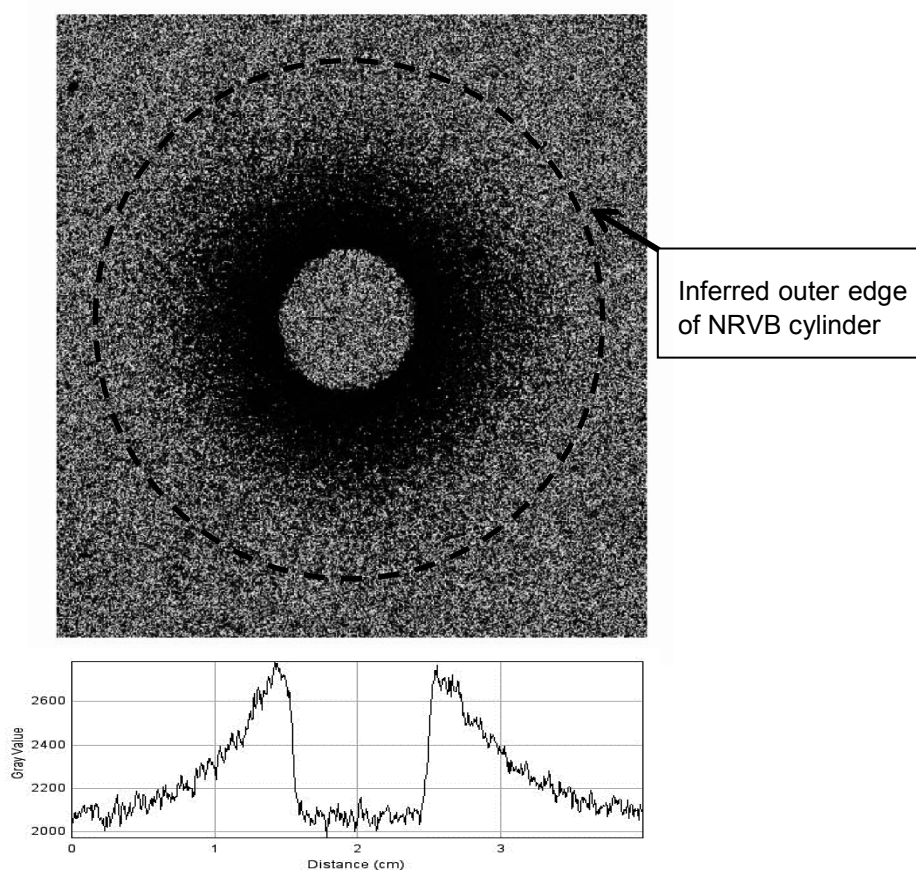 Inferred outer edge
of NRVB cylinder
2600
2400
2200
2000
Gray Value
0 1 2 3
Distance (cm)